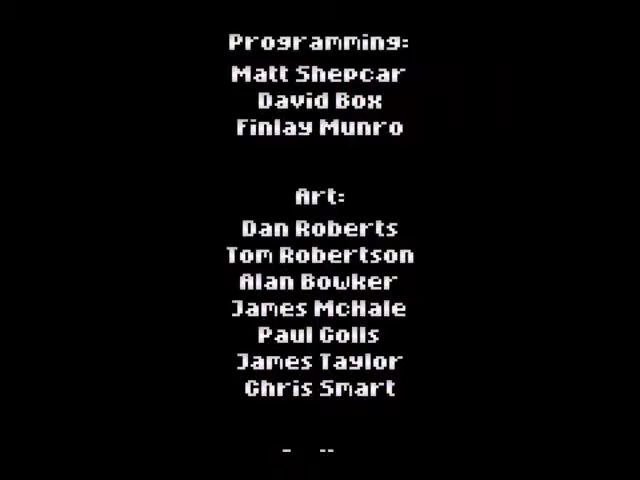 Programming:
Matt Shepcar
David Box
Finlay Munro
Art:
Dan Roberts
Tom Robertson
Alan Bowker
James McHale
Paul Golls
James Taylor
Chris Smart